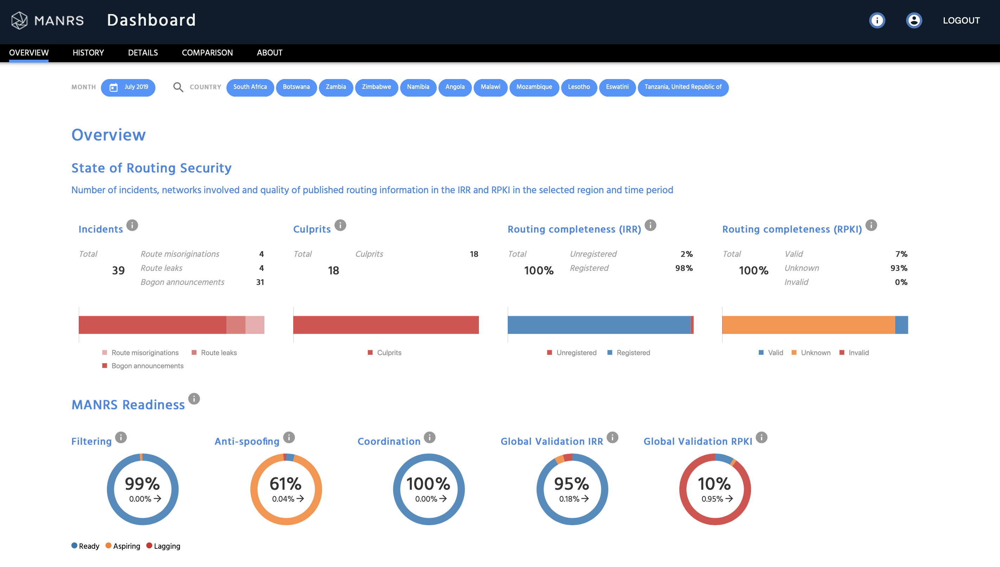 MANRS Dashboard LOGOUT
OVERVIEW HISTORY DETAILS COMPARISON ABOUT
MONTH July 2019 COUNTRY South Africa Botswana Zambia Zimbabwe Namibia Angola Malawi Mozambique Lesotho Eswatini Tanzania, United Republic of
Overview
State of Routing Security
Number of incidents, networks involved and quality of published routing information in the IRR and RPKI in the selected region and time period
Incidents
Total
39
Route misoriginations 4
Route leaks 4
Bogon announcements 31
Route misoriginations Route leaks
Bogon announcements
Culprits
Total
18
Culprits 18
Culprits
Routing completeness (IRR)
Total
100%
Unregistered 2%
Registered 98%
Unregistered Registered
Routing completeness (RPKI)
Total
100%
Valid 7%
Unknown 93%
Invalid 0%
Valid Unknown Invalid
MANRS Readiness
Filtering
99%
0.00%→
Anti-spoofing
61%
0.04%→
Coordination
100%
0.00%→
Global Validation IRR
95%
0.18%→
Global Validation RPKI
10%
0.95%→
Ready Aspiring Lagging